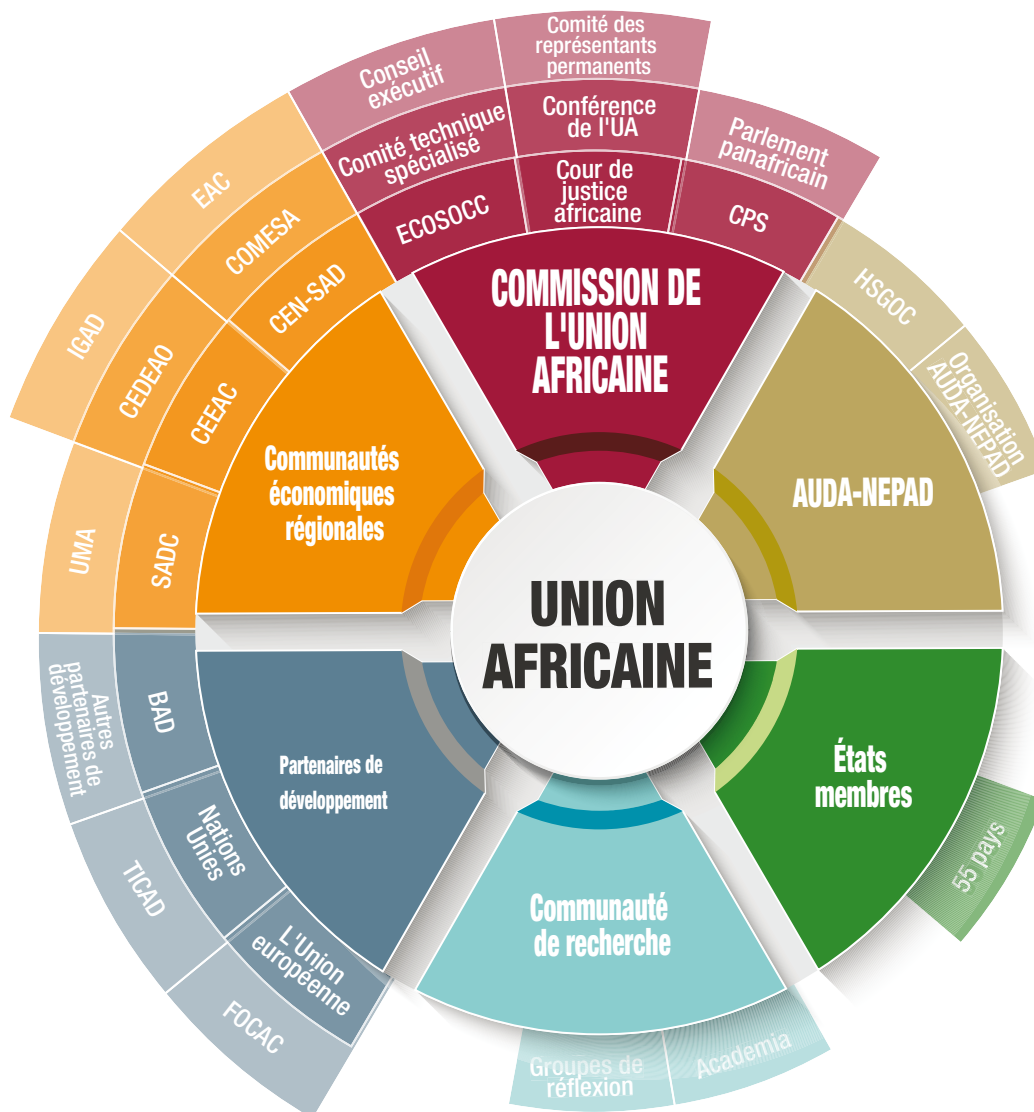 UNION
AFRICAINE
COMMISSION DE
L'UNION
AFRICAINE
Conseil
exécutif
Comité des
représentants
permanents
Comité technique
spécialisé
Conférence
de l'UA
Parlement
panafricain
ECOSOCC
Cour de
justice
africaine
CPS
AUDA-NEPAD
HSGOC
Organisation
AUDA-NEPAD
États
membres
55 pays
Communauté
de recherche
Groupes de
réflexion
Academia
Partenaires de
développement
Autres
partenaires de
développement
BAD
TICAD
Nations
Unies
FOCAC
L'Union
européenne
Communautés
économiques
régionales
EAC
COMESA
CEN-SAD
IGAD
CEDEAO
CEEAC
UMA
SADC